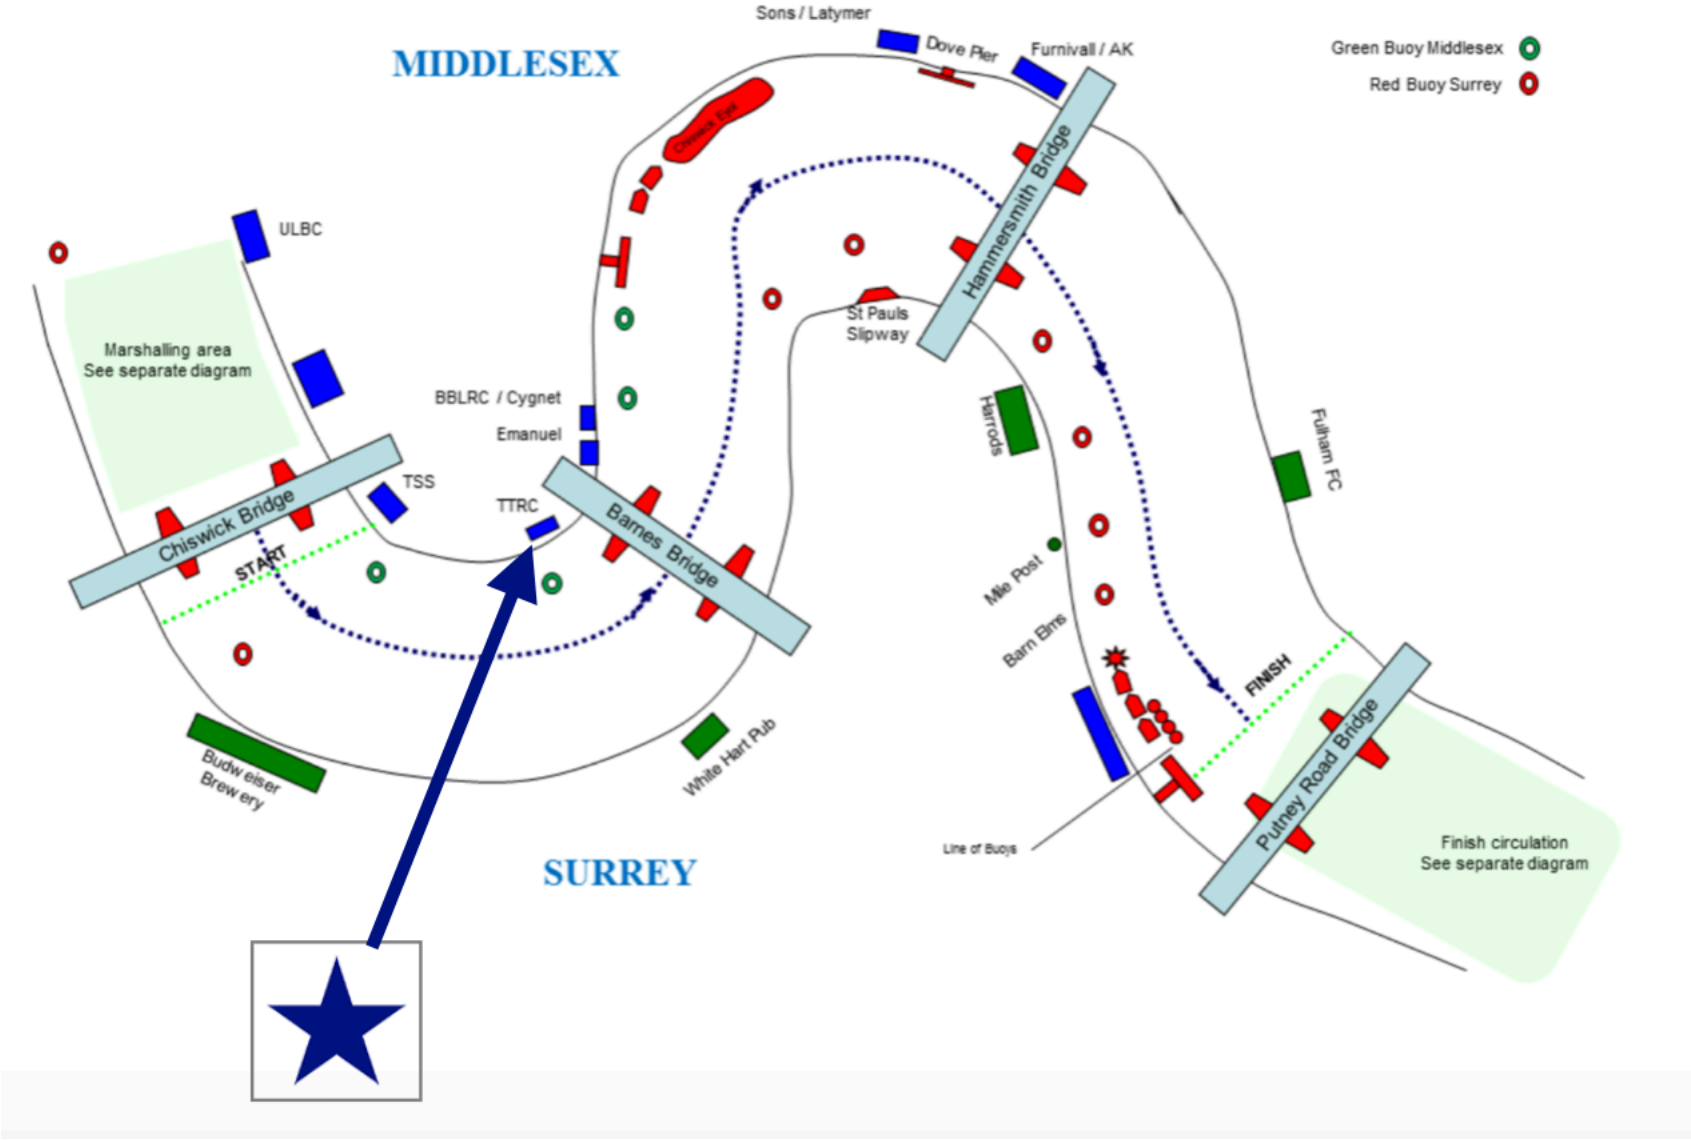 Sons / Latymer
MIDDLESEX
Dove Pier
Furnivall / AK
Green Buoy Middlesex
Red Buoy Surrey
Chiswick Eyot
Hammersmith Bridge
ULBC
St Pauls
Slipway
Marshalling area
See separate diagram
BBLRC / Cygnet
Emanuel
Harrods
Fulham FC
TSS
TTRC
Chiswick Bridge
START
Barnes Bridge
Mile Post
Barn Elms
FINISH
Budweiser
Brewery
White Hart Pub
Putney Road Bridge
Line of Buoys
Finish circulation
See separate diagram
SURREY